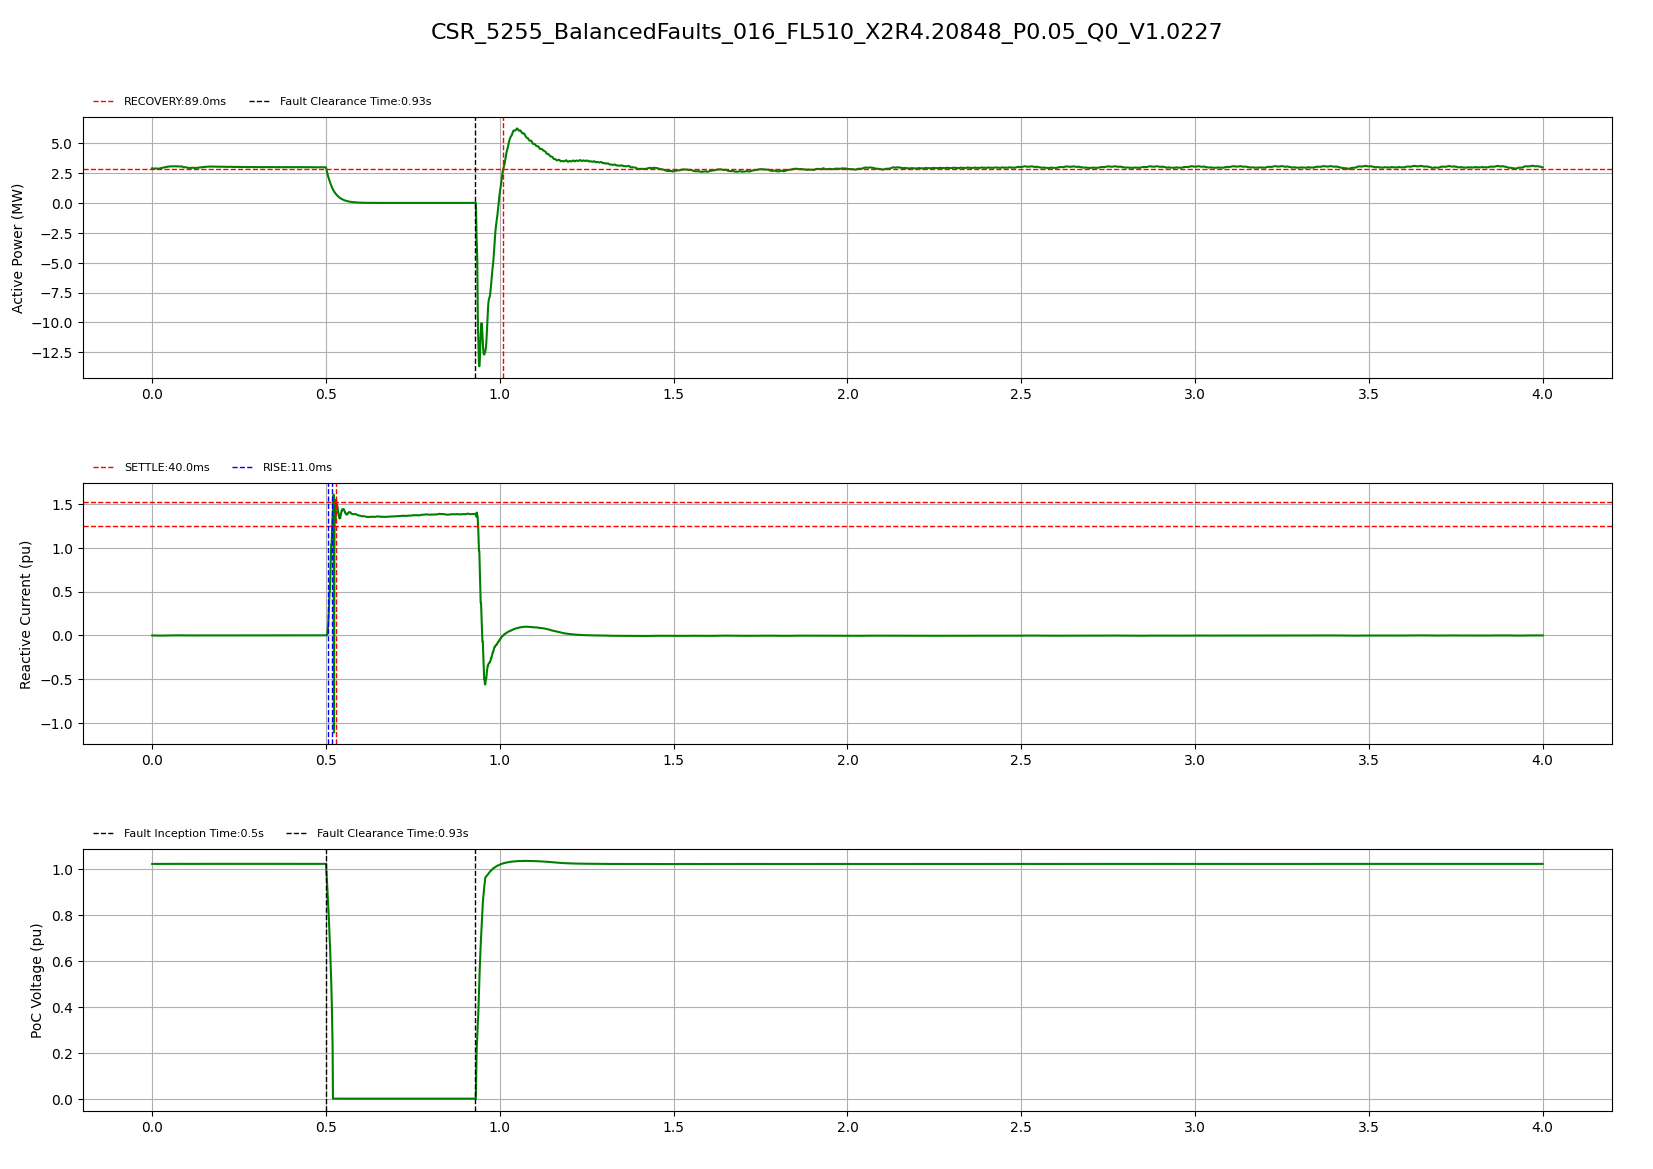 CSR_5255_BalancedFaults_016_FL510_X2R4.20848_P0.05_Q0_V1.0227
RECOVERY:89.0ms Fault Clearance Time:0.93s
Active Power (MW)
5.0
2.5
0.0
−2.5
−5.0
−7.5
−10.0
−12.5
0.0 0.5 1.0 1.5 2.0 2.5 3.0 3.5 4.0
SETTLE:40.0ms RISE:11.0ms
Reactive Current (pu)
1.5
1.0
0.5
0.0
−0.5
−1.0
0.0 0.5 1.0 1.5 2.0 2.5 3.0 3.5 4.0
Fault Inception Time:0.5s Fault Clearance Time:0.93s
PoC Voltage (pu)
1.0
0.8
0.6
0.4
0.2
0.0
0.0 0.5 1.0 1.5 2.0 2.5 3.0 3.5 4.0